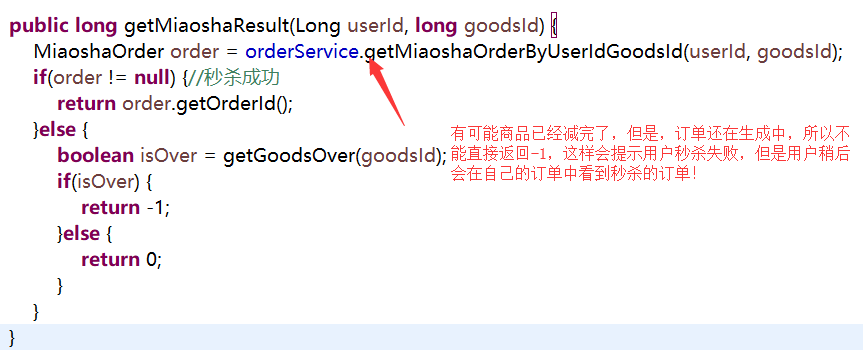 public long getMiaoshaResult(Long userId, long goodsId) {
MiaoshaOrder order = orderService.getMiaoshaOrderByUserIdGoodsId(userId, goodsId);
if(order != null) {//秒杀成功
return order.getOrderId();
}else {
boolean isOver = getGoodsOver(goodsId);
if(isOver) {
return -1;
}else {
return 0;
}
}
}
有可能商品已经减完了，但是，订单还在生成中，所以不
能直接返回-1，这样会提示用户秒杀失败，但是用户稍后
会在自己的订单中看到秒杀的订单！